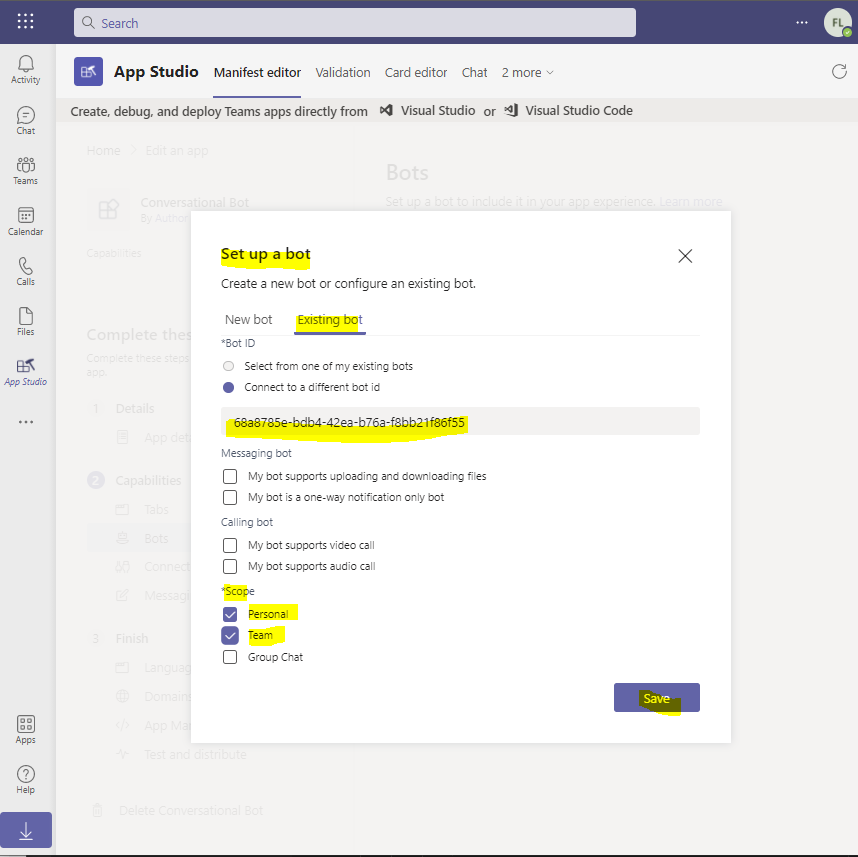 Search
FL
Activity
Chat
Teams
Calendar
Calls
Files
App Studio
Apps
Help
App Studio
Manifest editor
Validation
Card editor
Chat
2 more
Create, debug, and deploy Teams apps directly from Visual Studio or Visual Studio Code
Home
Edit an app
Conversational Bot
By Author
Capabilities
Bots
Set up a bot to include it in your app experience. Learn more
Complete thes
Complete these steps
app.
1 Details
App deta
2 Capabilities
Tabs
Bots
Connect
Messagi
3 Finish
Languag
Domain
App Ma
Test and distribute
Delete Conversational Bot
Set up a bot
Create a new bot or configure an existing bot.
New bot
Existing bot
*Bot ID
Select from one of my existing bots
Connect to a different bot id
68a8785e-bdb4-42ea-b76a-f8bb21f86f55
Messaging bot
My bot supports uploading and downloading files
My bot is a one-way notification only bot
Calling bot
My bot supports video call
My bot supports audio call
*Scope
Personal
Team
Group Chat
Save